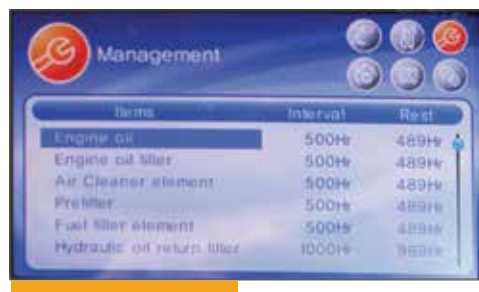 Management
Items Interval Rest
Engine oil 500Hr 489Hr
Engine oil filter 500Hr 489Hr
Air Cleaner element 500Hr 489Hr
Prefilter 500Hr 489Hr
Fuel filter element 500Hr 489Hr
Hydraulic oil return filter 1000Hr 989Hr